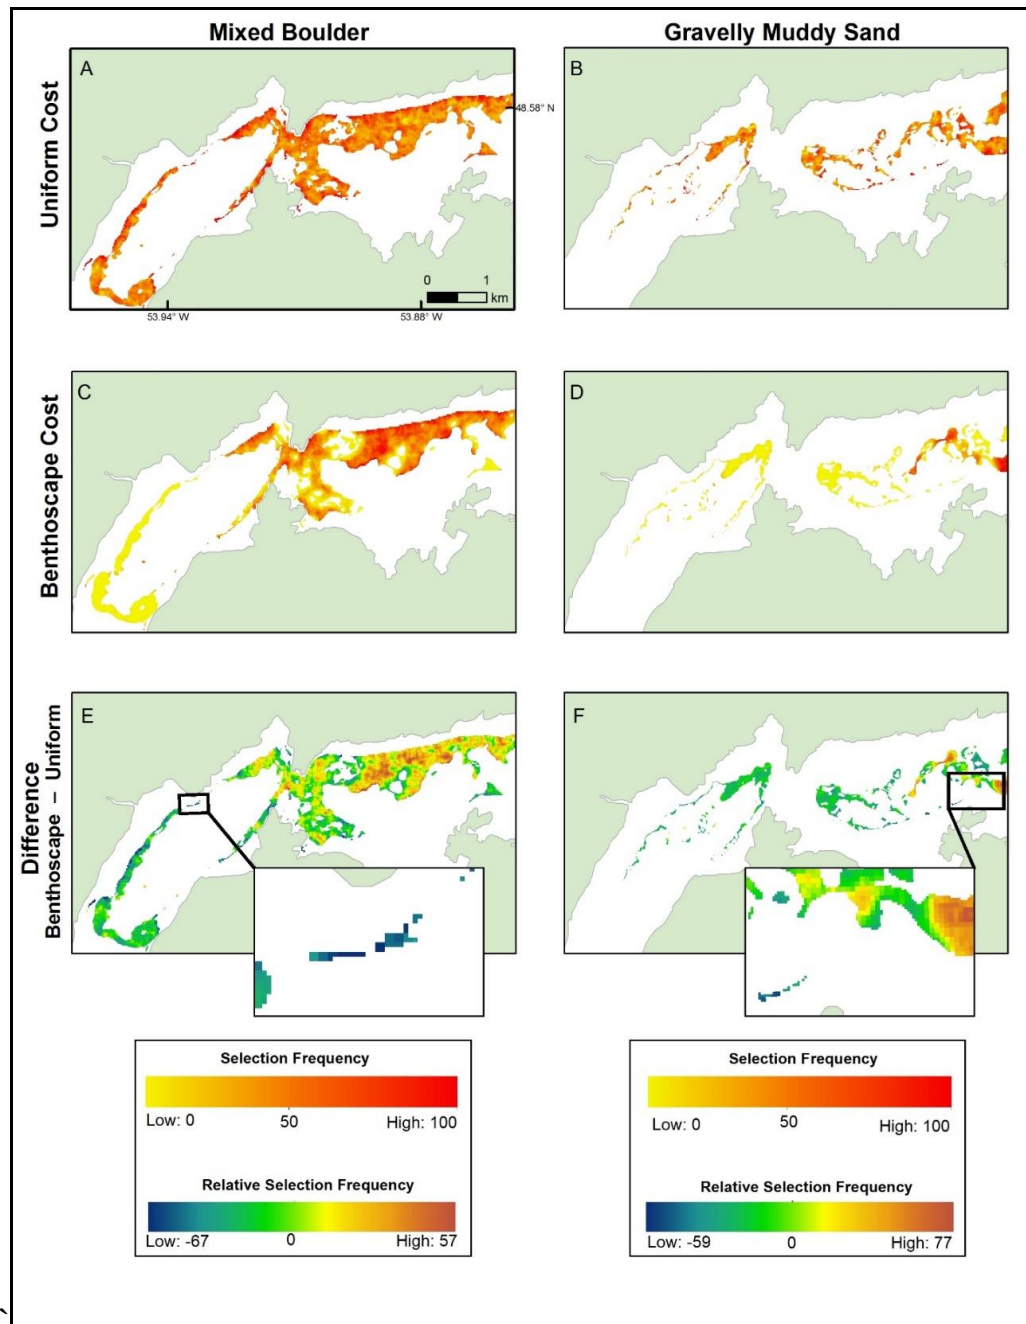 Mixed Boulder
Gravelly Muddy Sand
Uniform Cost
A
B
48.58° N
0 1
km
53.94° W
53.88° W
Benthoscape Cost
C
D
Difference
Benthoscape – Uniform
E
F
Selection Frequency
Low: 0
50
High: 100
Relative Selection Frequency
Low: -67
0
High: 57
Selection Frequency
Low: 0
50
High: 100
Relative Selection Frequency
Low: -59
0
High: 77
`